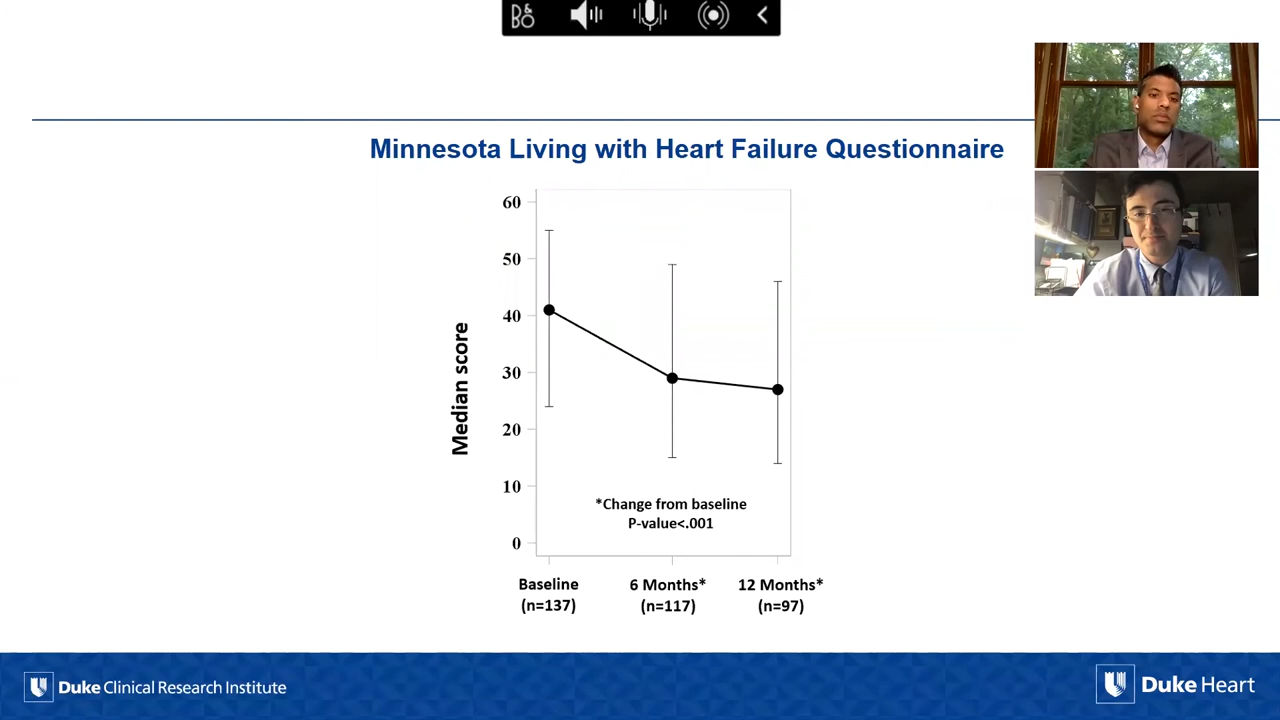 B&O
Minnesota Living with Heart Failure Questionnaire
60
50
40
30
20
10
0
Median score
*Change from baseline
P-value<.001
Baseline
(n=137)
6 Months*
(n=117)
12 Months*
(n=97)
Duke Clinical Research Institute
Duke Heart